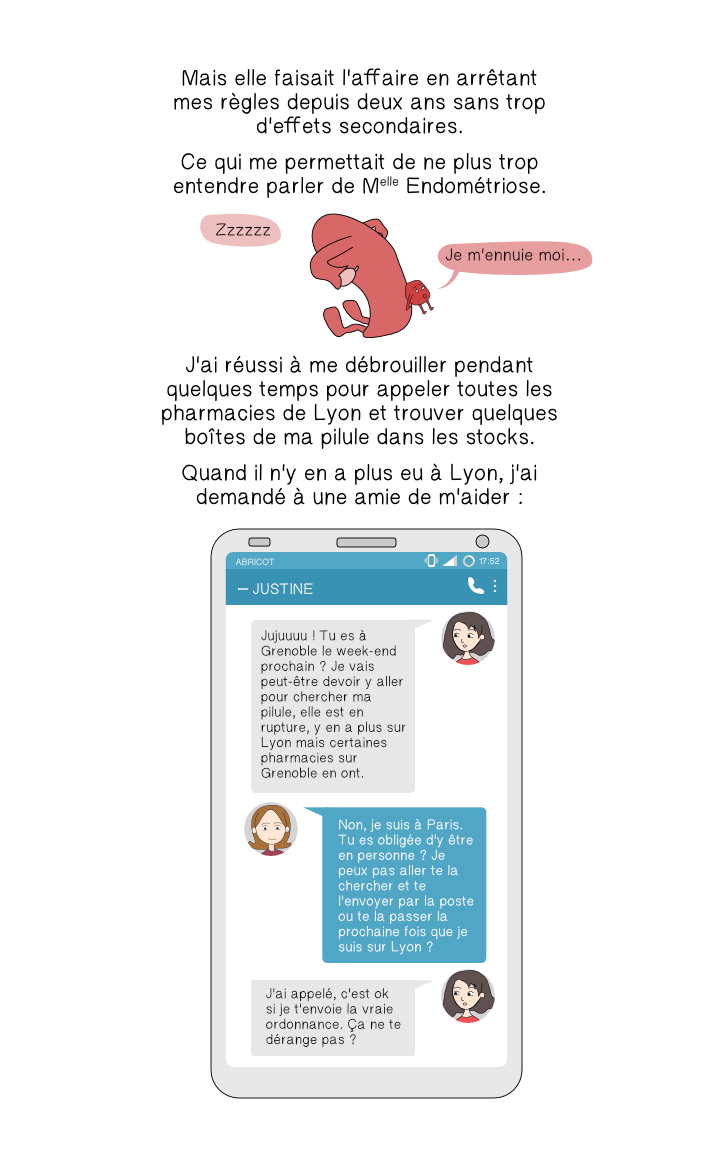 Mais elle faisait l'affaire en arrêtant
mes règles depuis deux ans sans trop
d'effets secondaires.
Ce qui me permettait de ne plus trop
entendre parler de Melle Endométriose.
Zzzzzz
Je m'ennuie moi...
J'ai réussi à me débrouiller pendant
quelques temps pour appeler toutes les
pharmacies de Lyon et trouver quelques
boîtes de ma pilule dans les stocks.
Quand il n'y en a plus eu à Lyon, j'ai
demandé à une amie de m'aider :
ABRICOT
17:52
– JUSTINE
Jujuuuu ! Tu es à
Grenoble le week-end
prochain ? Je vais
peut-être devoir y aller
pour chercher ma
pilule, elle est en
rupture, y en a plus sur
Lyon mais certaines
pharmacies sur
Grenoble en ont.
Non, je suis à Paris.
Tu es obligée d'y être
en personne ? Je
peux pas aller te la
chercher et te
l'envoyer par la poste
ou te la passer la
prochaine fois que je
suis sur Lyon ?
J'ai appelé, c'est ok
si je t'envoie la vraie
ordonnance. Ça ne te
dérange pas ?